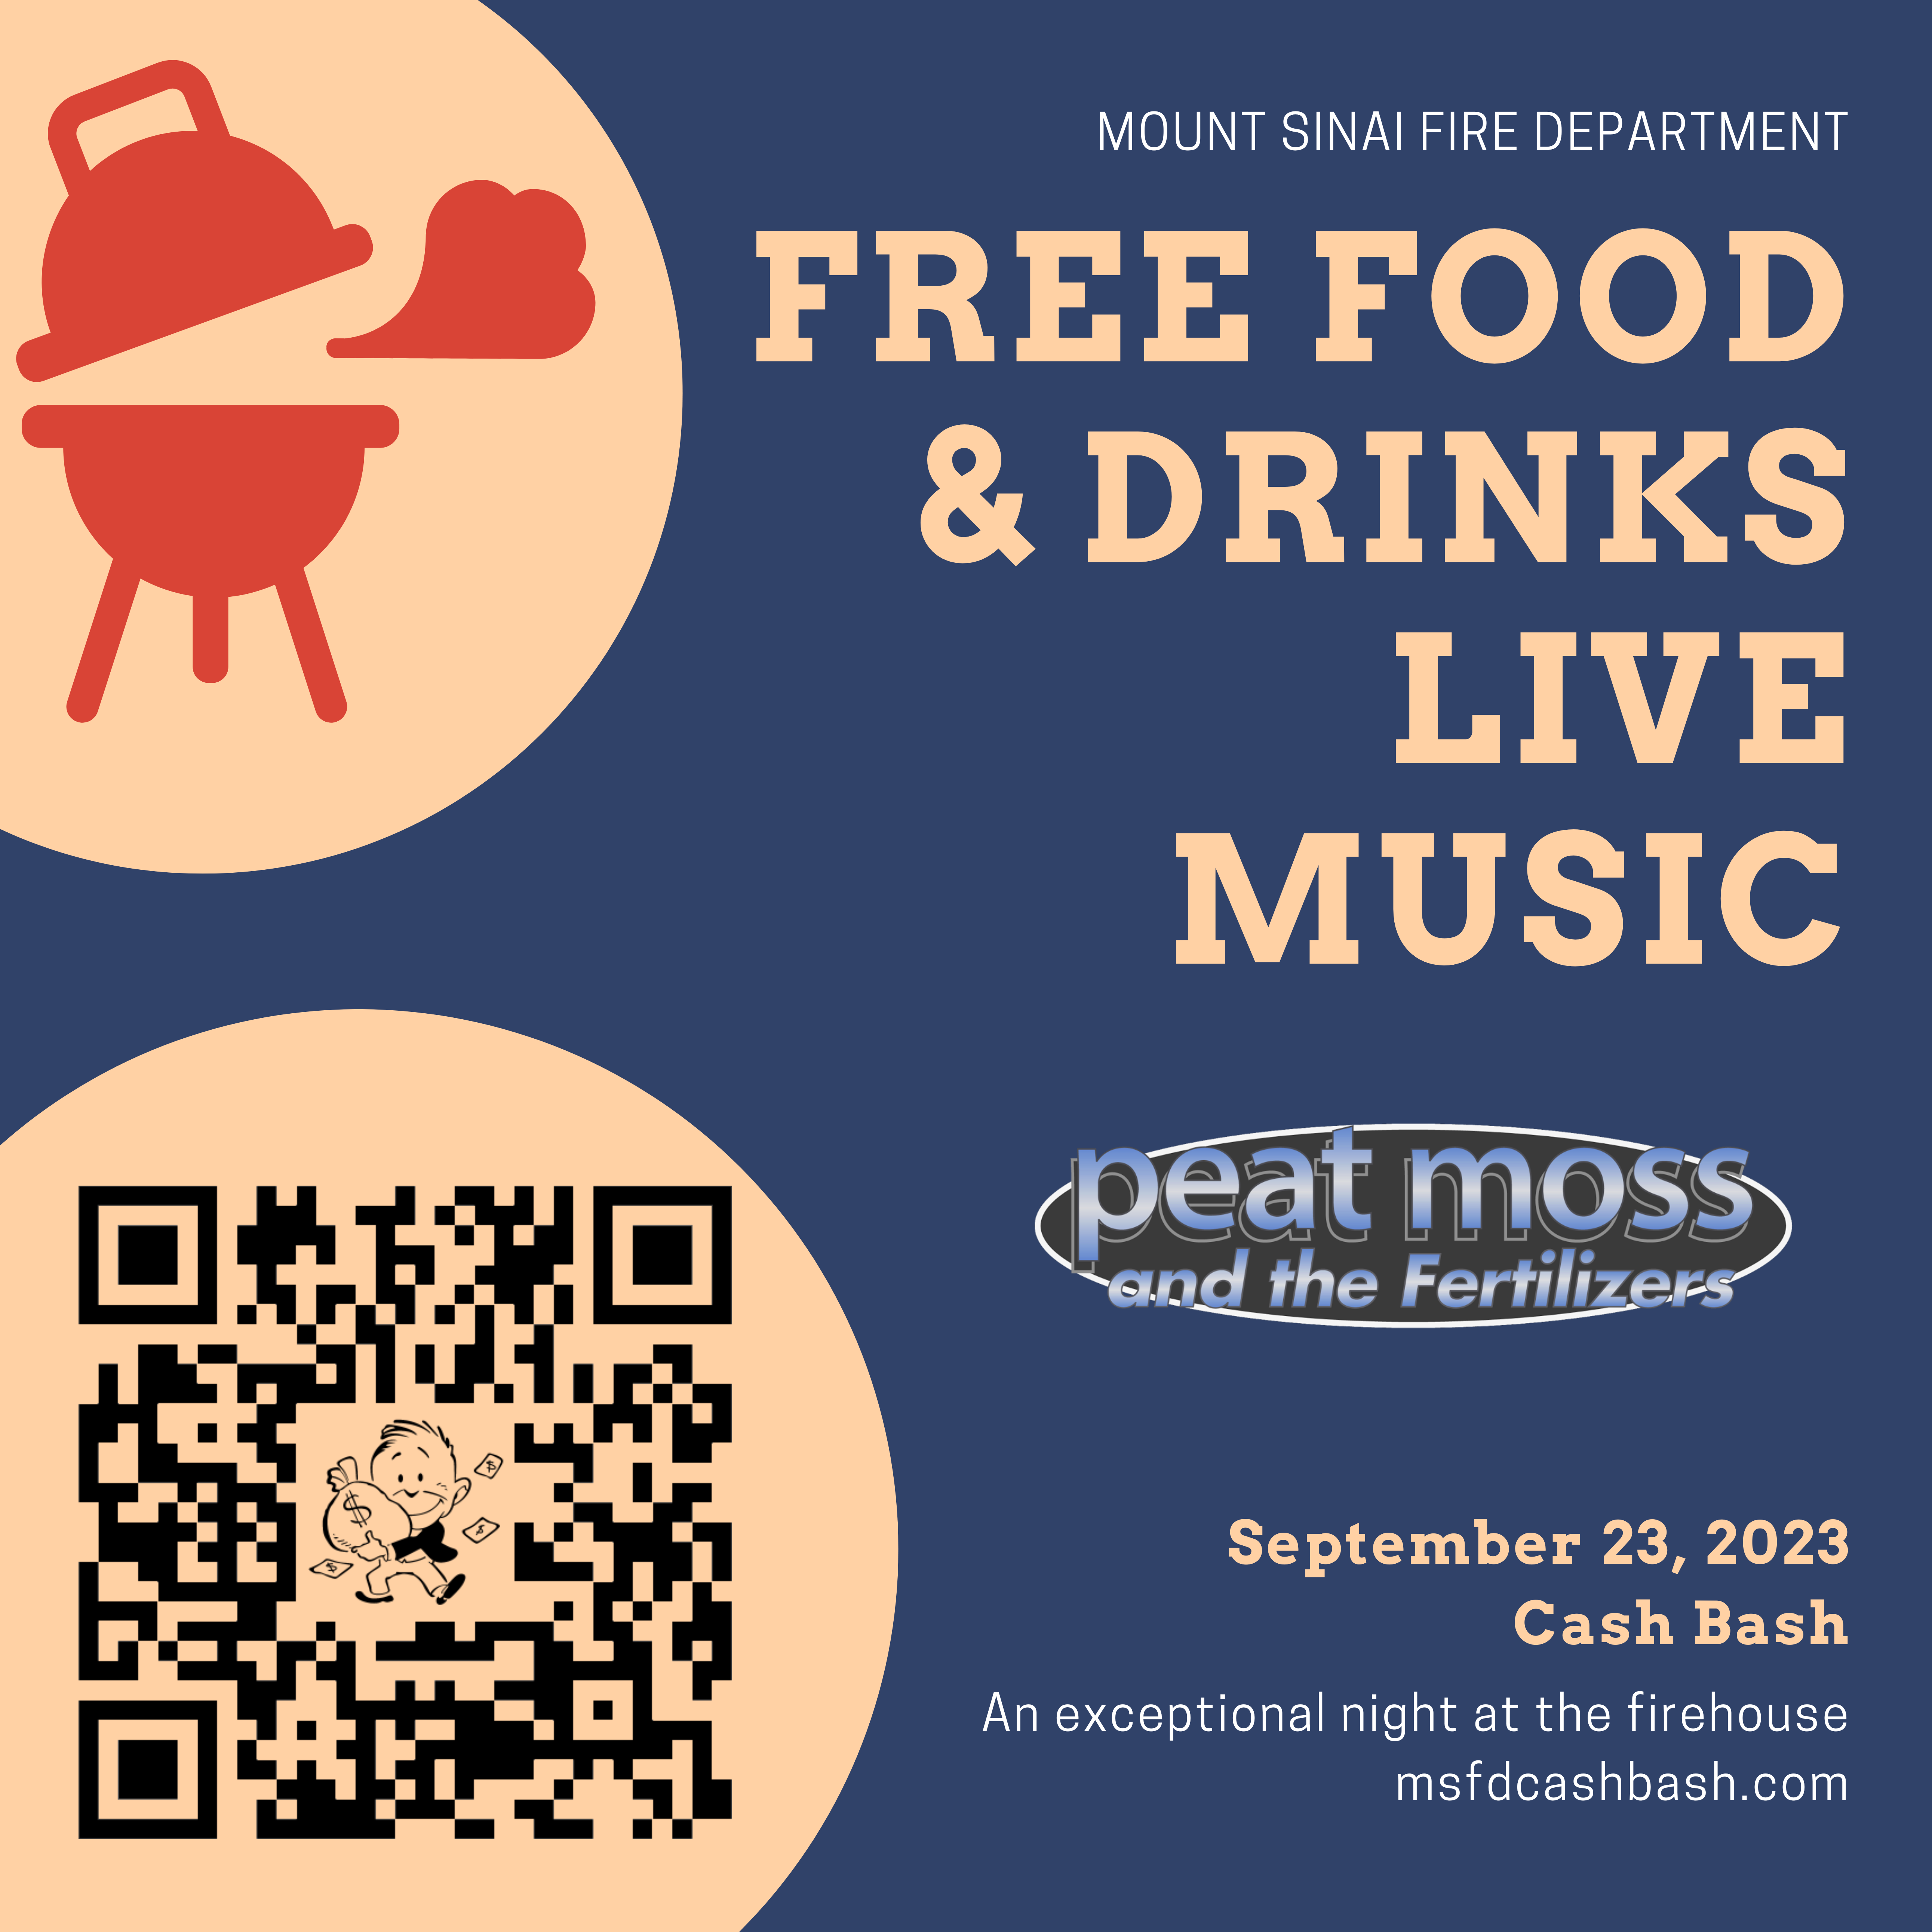 MOUNT SINAI FIRE DEPARTMENT
FREE FOOD
& DRINKS
LIVE
MUSIC
peat moss
and the Fertilizers
$
$
$
$
September 23, 2023
Cash Bash
An exceptional night at the firehouse
msfdcashbash.com